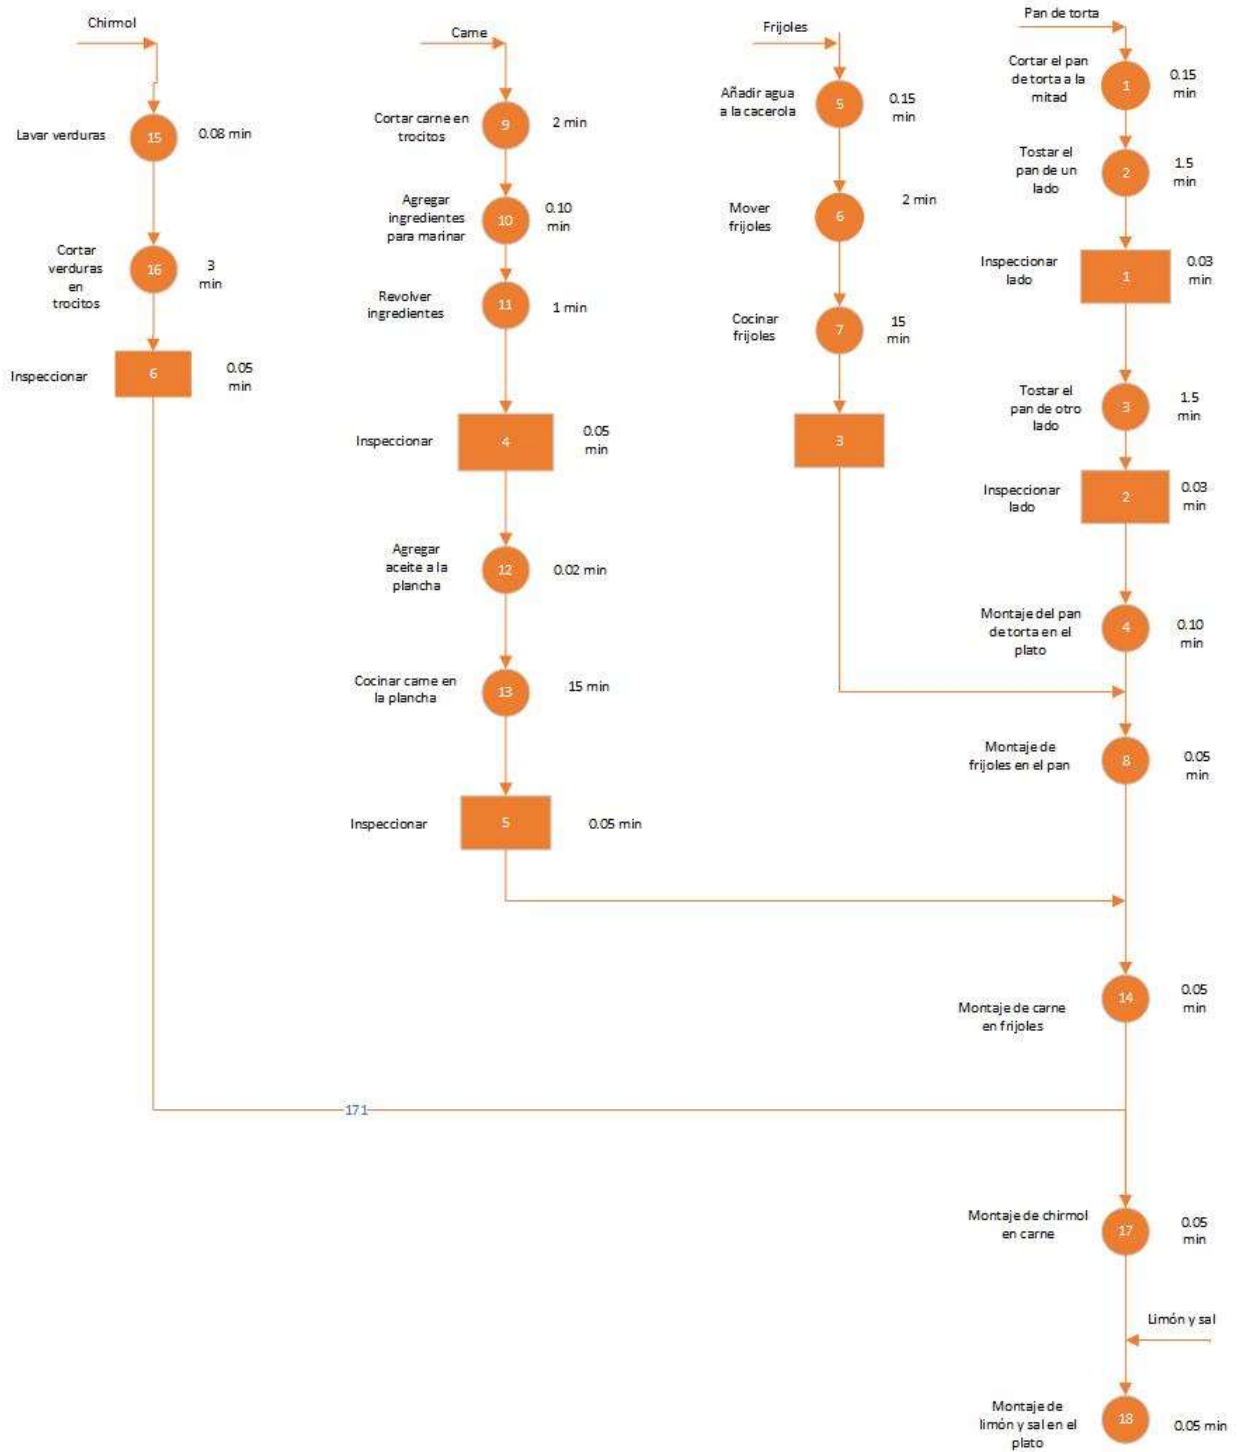 Chirmol
15
Lavar verduras
0.08 min
16
Cortar
verduras
en
trocitos
3
min
6
Inspeccionar
0.05
min
Carne
9
Cortar carne en
trocitos
2 min
10
Agregar
ingredientes
para marinar
0.10
min
11
Revolver
ingredientes
1 min
4
Inspeccionar
0.05
min
12
Agregar
aceite a la
plancha
0.02 min
13
Cocinar carne en
la plancha
15 min
5
Inspeccionar
0.05 min
Frijoles
5
Añadir agua
a la cacerola
0.15
min
6
Mover
frijoles
2 min
7
Cocinar
frijoles
15
min
3
Pan de torta
1
Cortar el pan
de torta a la
mitad
0.15
min
2
Tostar el
pan de un
lado
1.5
min
1
Inspeccionar
lado
0.03
min
3
Tostar el
pan de otro
lado
1.5
min
2
Inspeccionar
lado
0.03
min
4
Montaje del pan
de torta en el
plato
0.10
min
8
Montaje de
frijoles en el pan
0.05
min
14
Montaje de carne
en frijoles
0.05
min
171
17
Montaje de chirmol
en carne
0.05
min
Limón y sal
18
Montaje de
limón y sal en el
plato
0.05 min